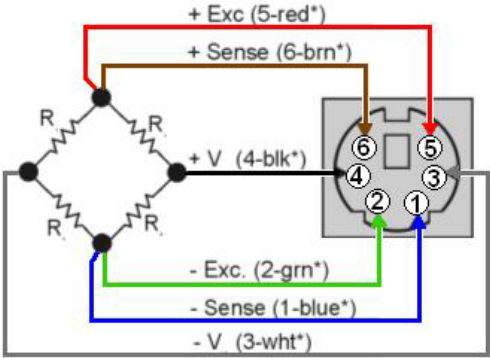 + Exc (5-red*)
+ Sense (6-brn*)
R R
6 5
+ V (4-blk*)
4 3
2 1
R R
- Exc. (2-grn*)
- Sense (1-blue*)
- V (3-wht*)